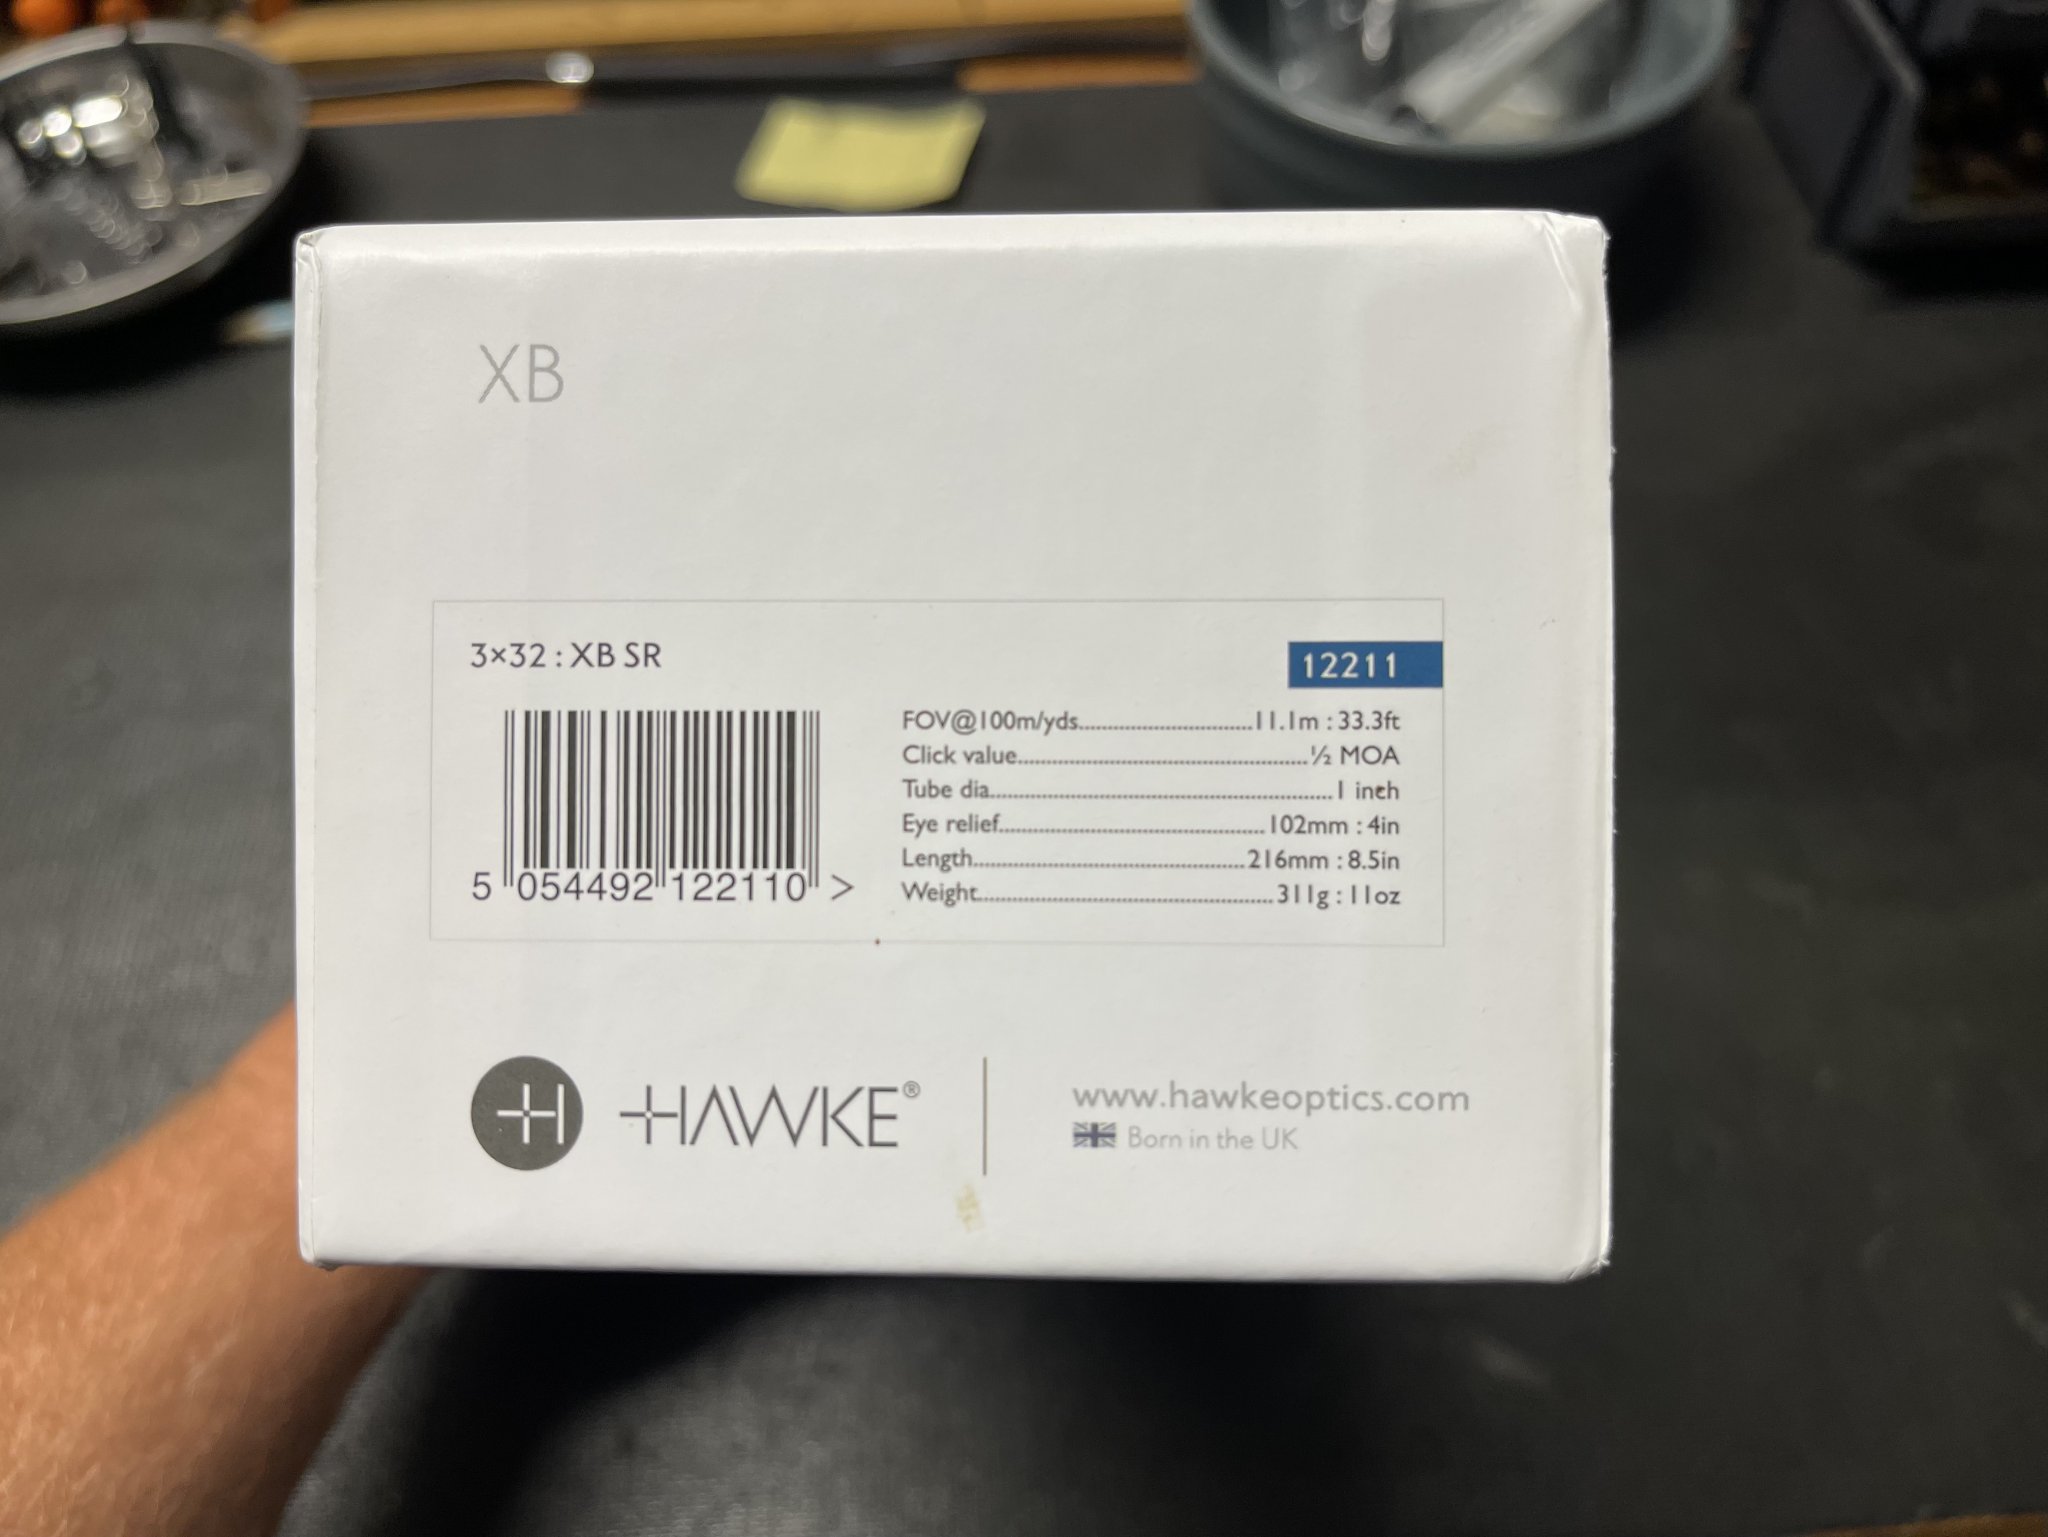 XB
3×32 : XB SR
12211
FOV@100m/yds..........11.1m : 33.3ft
Click value..........½ MOA
Tube dia..........1 inch
Eye relief..........102mm : 4in
Length..........216mm : 8.5in
Weight..........311g : 11oz
5 054492 122110 >
H HAWKE®
www.hawkeoptics.com
Born in the UK